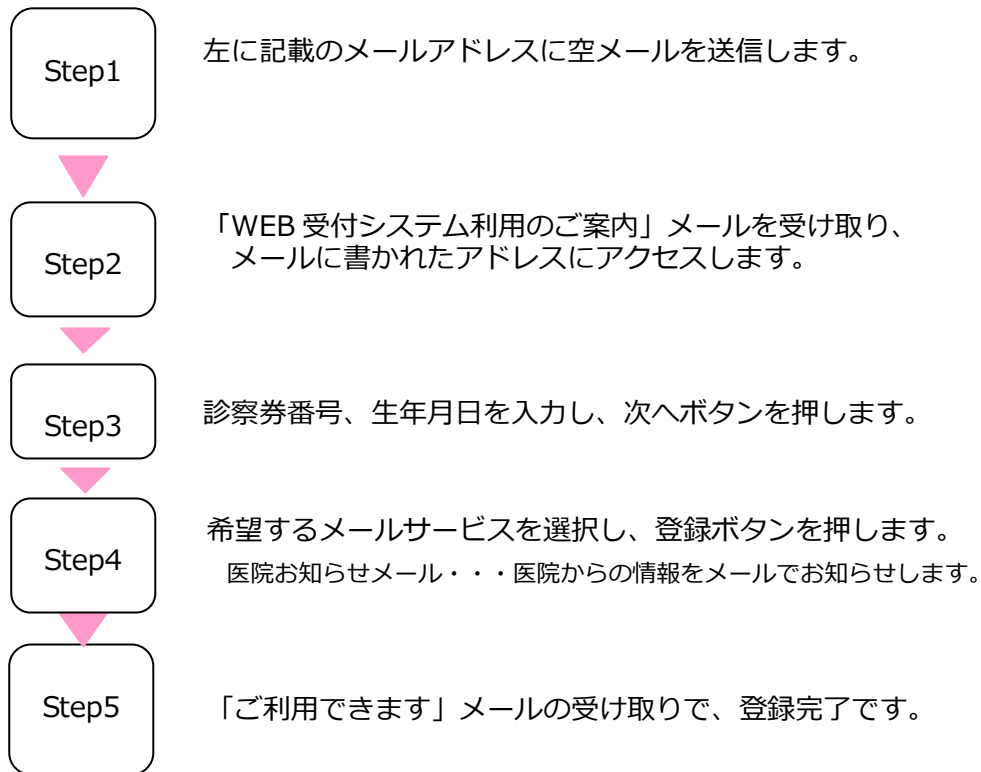 Step1
左に記載のメールアドレスに空メールを送信します。
Step2
「WEB 受付システム利用のご案内」メールを受け取り、
メールに書かれたアドレスにアクセスします。
Step3
診察券番号、生年月日を入力し、次へボタンを押します。
Step4
希望するメールサービスを選択し、登録ボタンを押します。
医院お知らせメール・・・医院からの情報をメールでお知らせします。
Step5
「ご利用できます」メールの受け取りで、登録完了です。